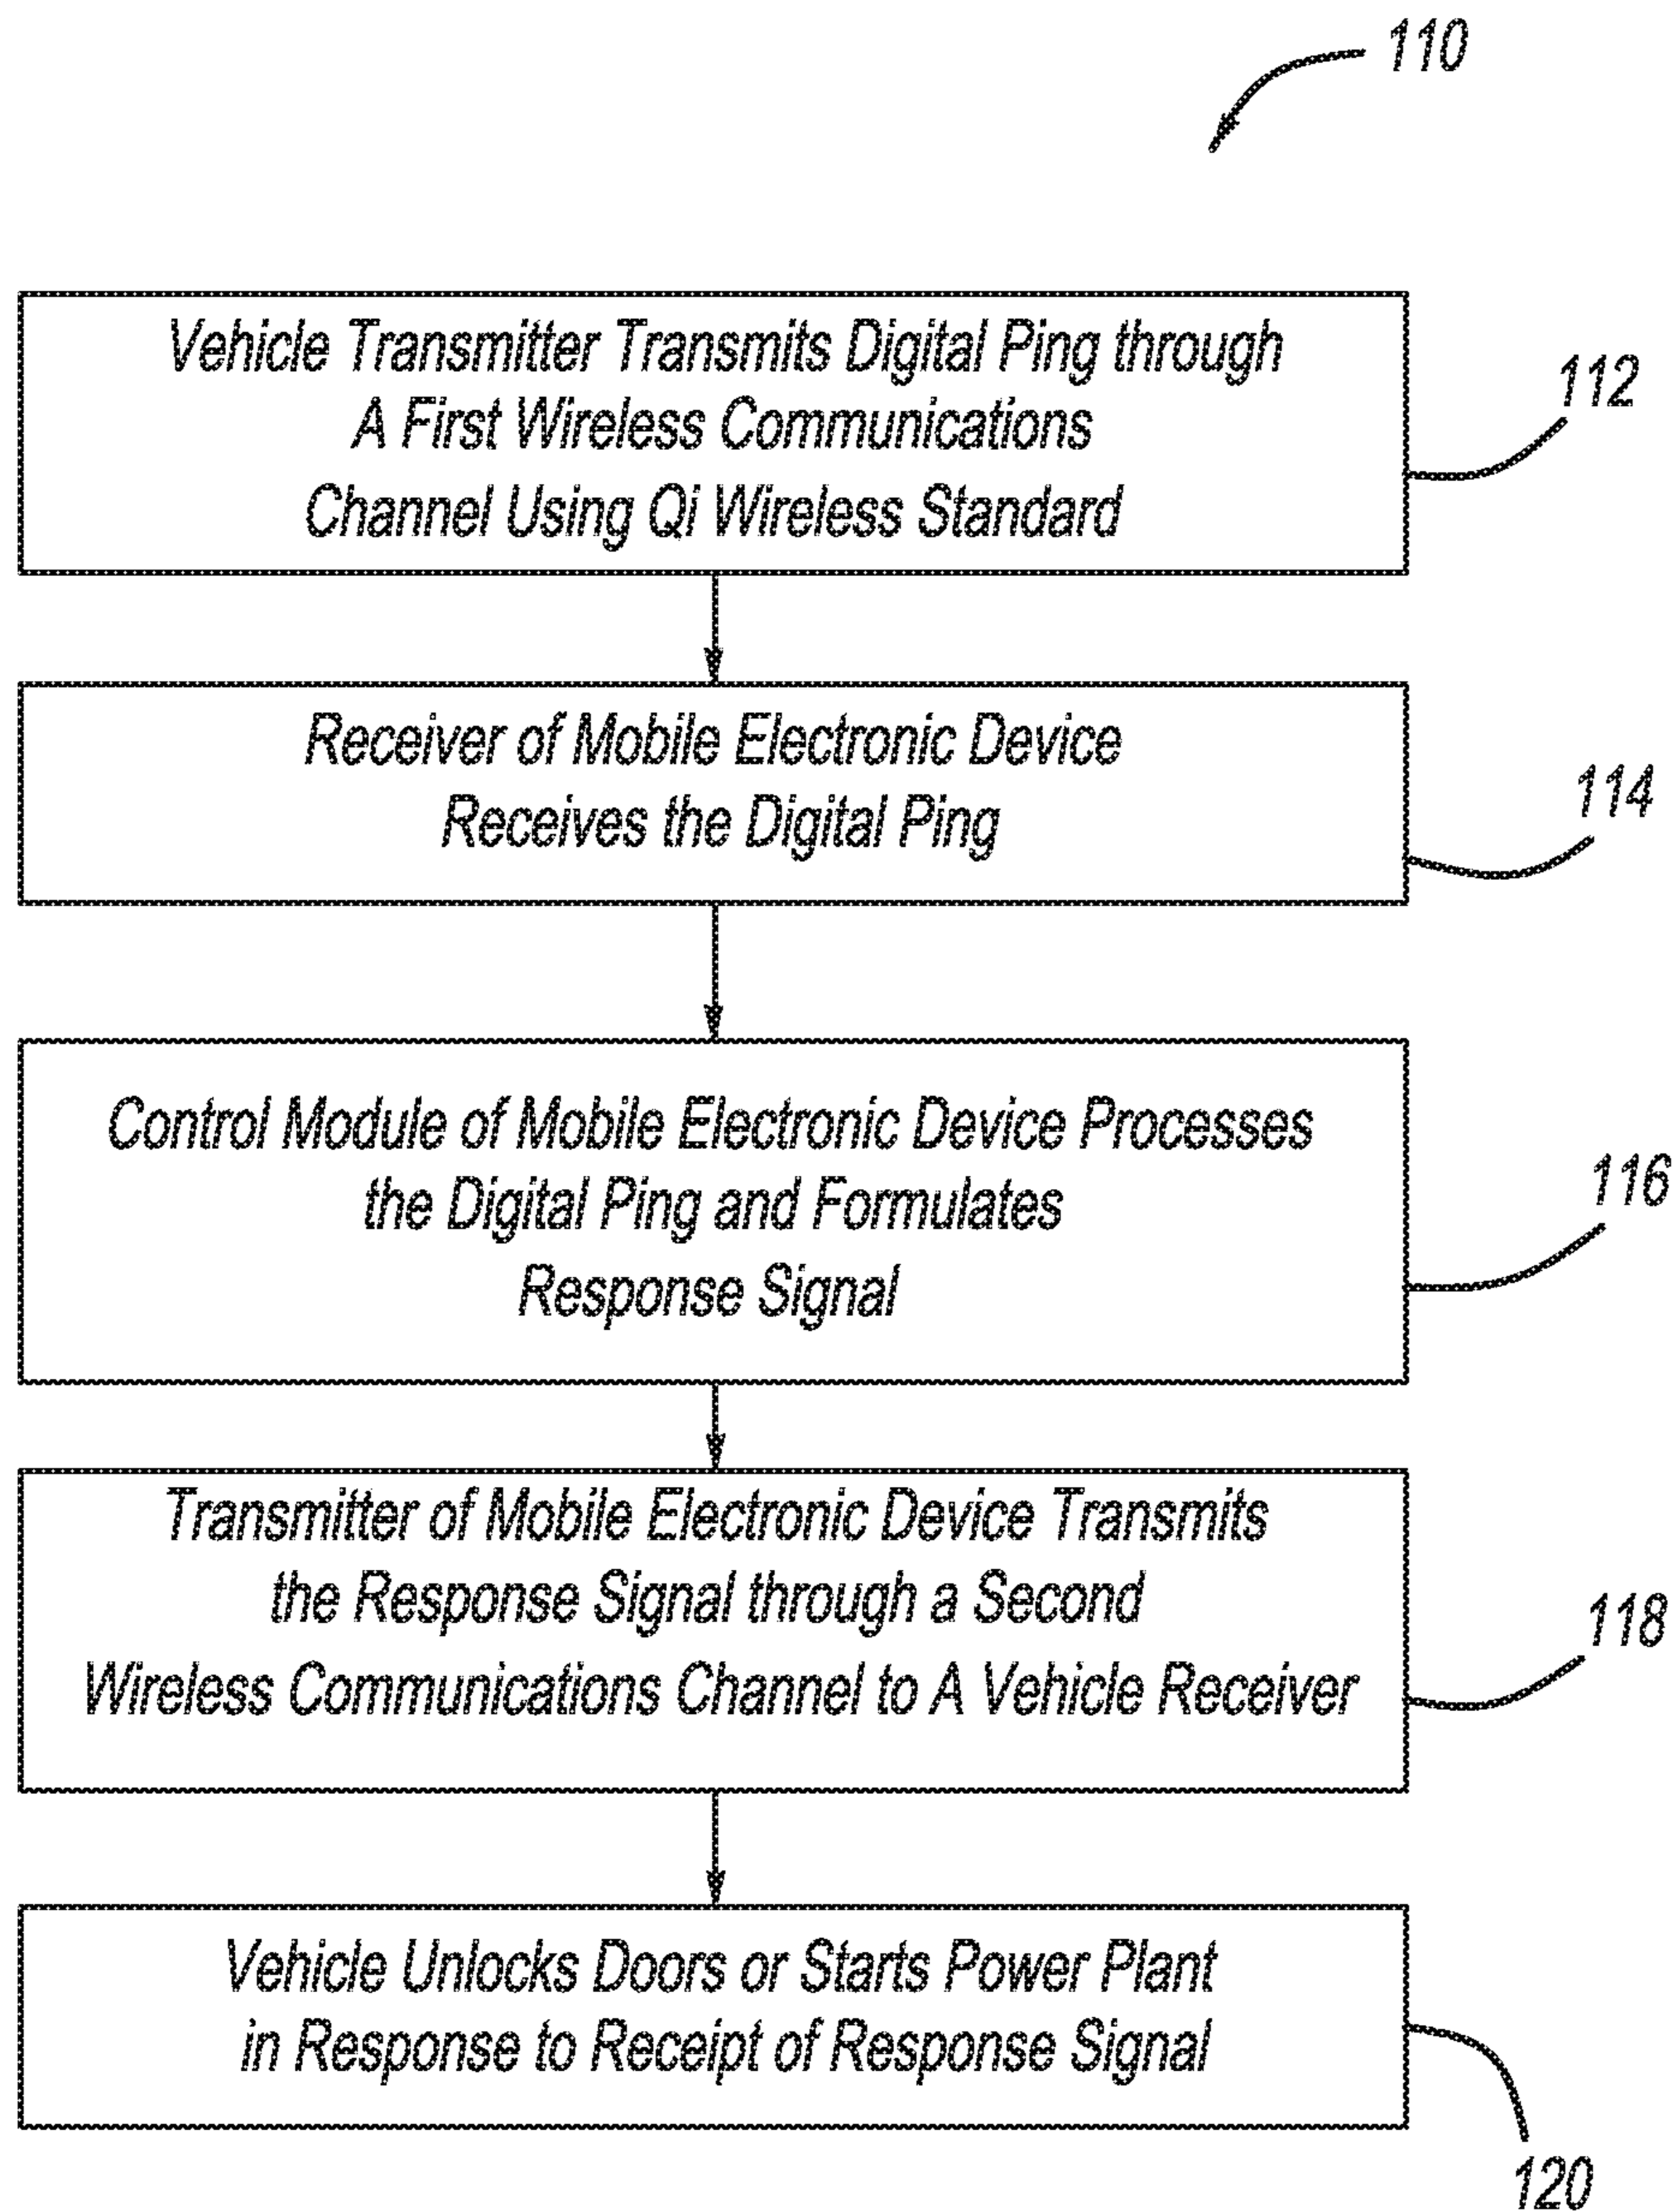 110
Vehicle Transmitter Transmits Digital Ping through
A First Wireless Communications
Channel Using Qi Wireless Standard
112
Receiver of Mobile Electronic Device
Receives the Digital Ping
114
Control Module of Mobile Electronic Device Processes
the Digital Ping and Formulates
Response Signal
116
Transmitter of Mobile Electronic Device Transmits
the Response Signal through a Second
Wireless Communications Channel to A Vehicle Receiver
118
Vehicle Unlocks Doors or Starts Power Plant
in Response to Receipt of Response Signal
120